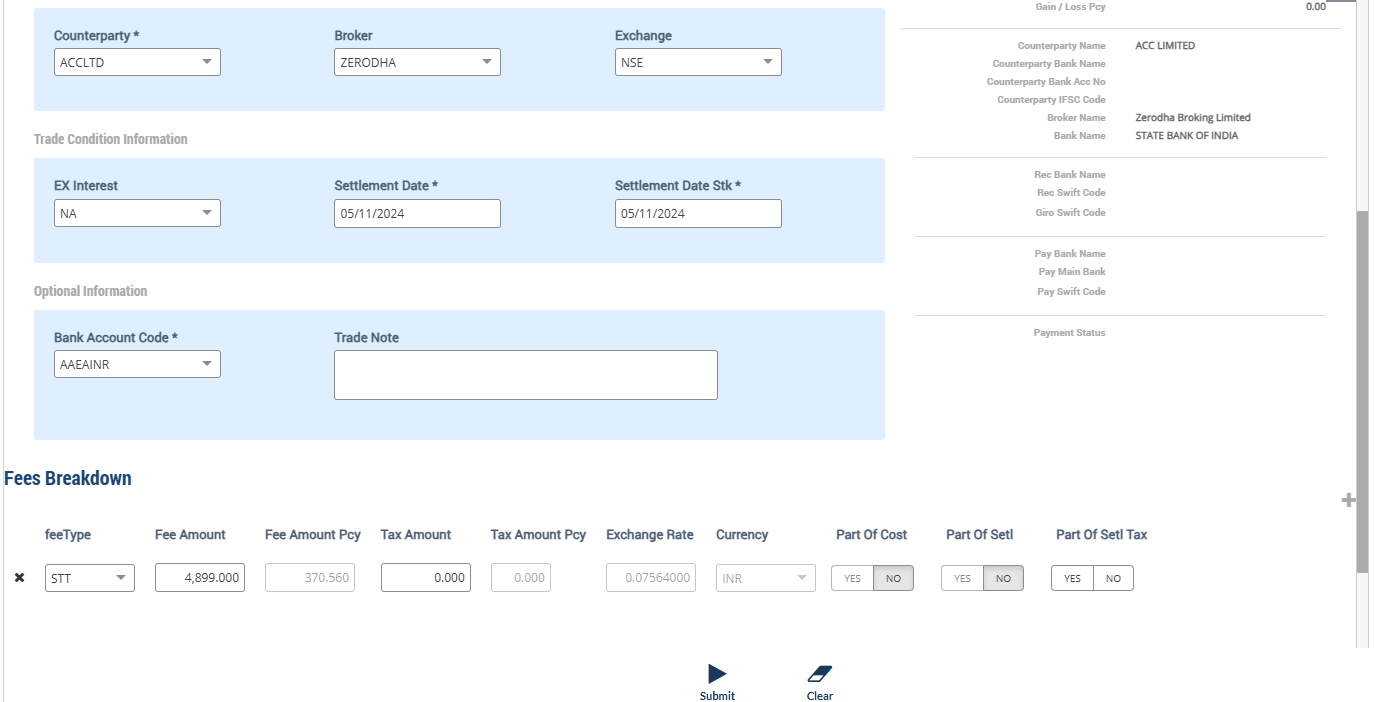 Gain / Loss Pcy 0.00
Counterparty * Broker Exchange
ACCLTD ZERODHA NSE
Trade Condition Information
EX Interest Settlement Date * Settlement Date Stk *
NA 05/11/2024 05/11/2024
Optional Information
Bank Account Code * Trade Note
AAEAINR
Counterparty Name ACC LIMITED
Counterparty Bank Name
Counterparty Bank Acc No
Counterparty IFSC Code
Broker Name Zerodha Broking Limited
Bank Name STATE BANK OF INDIA
Rec Bank Name
Rec Swift Code
Giro Swift Code
Pay Bank Name
Pay Main Bank
Pay Swift Code
Payment Status
Fees Breakdown
feeType Fee Amount Fee Amount Pcy Tax Amount Tax Amount Pcy Exchange Rate Currency Part Of Cost Part Of Setl Part Of Setl Tax
STT 4,899.000 370.560 0.000 0.000 0.07564000 INR YES NO YES NO YES NO
Submit Clear